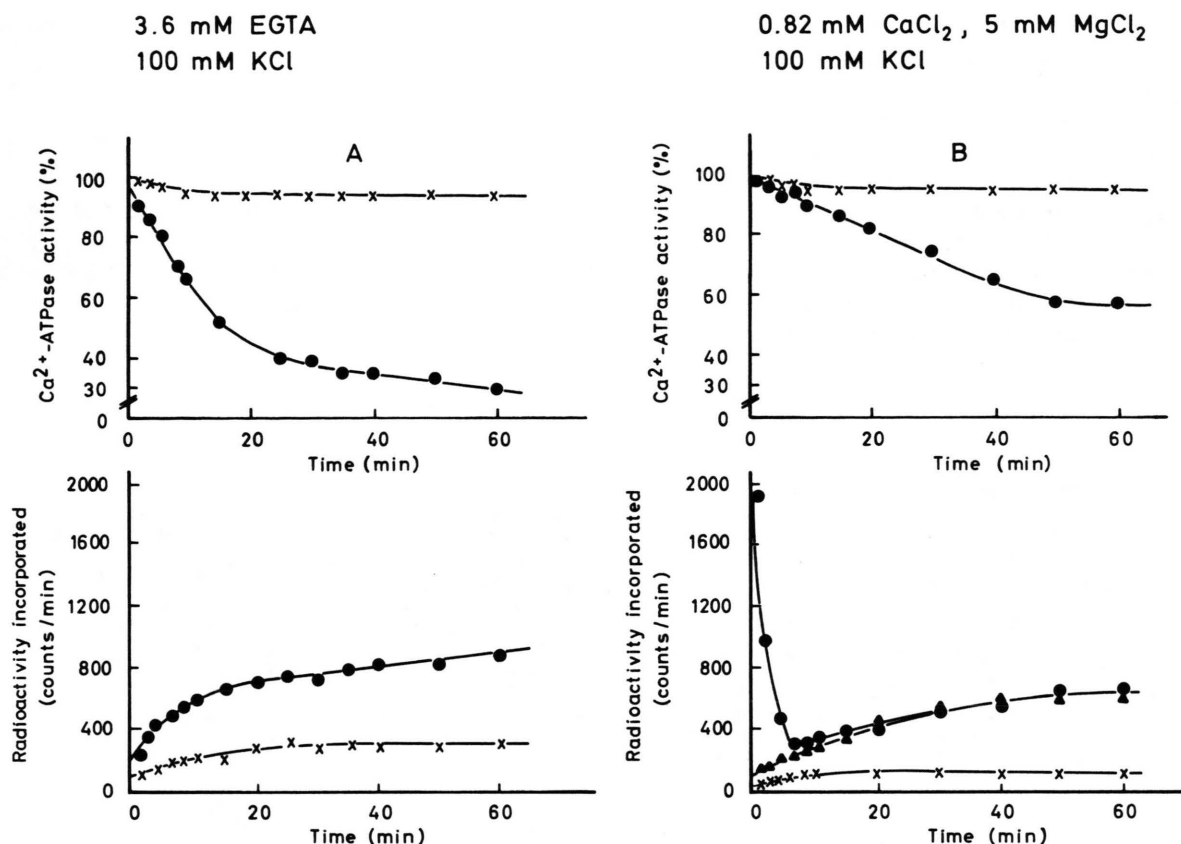 3.6 mM EGTA
100 mM KCl
0.82 mM CaCl₂, 5 mM MgCl₂
100 mM KCl
A
Ca²⁺-ATPase activity (%)
100
80
60
40
30
0
0 20 40 60
Time (min)
B
Ca²⁺-ATPase activity (%)
100
80
60
40
30
0
0 20 40 60
Time (min)
Radioactivity incorporated
(counts/min)
2000
1600
1200
800
400
0
0 20 40 60
Time (min)
Radioactivity incorporated
(counts/min)
2000
1600
1200
800
400
0
0 20 40 60
Time (min)